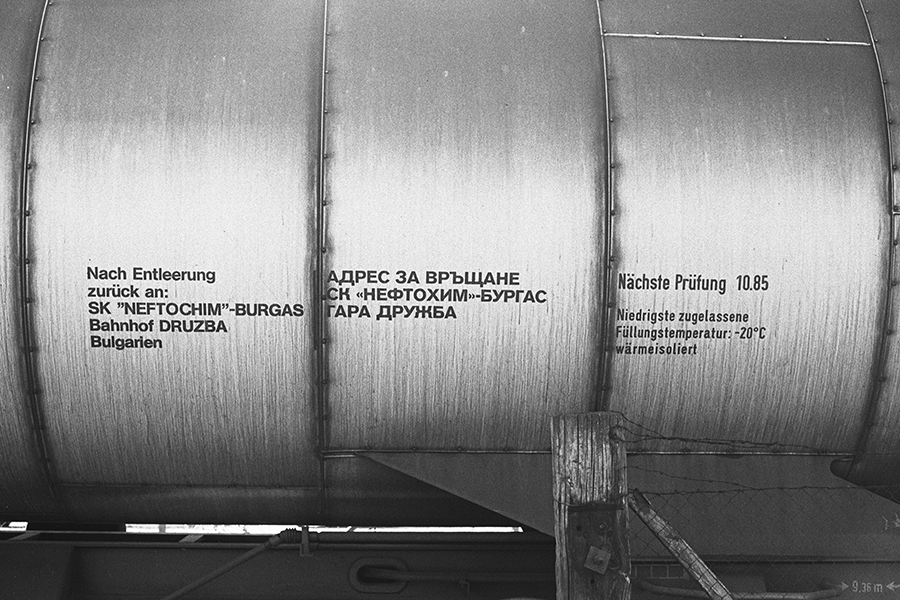 Nach Entleerung
zurück an:
SK ”NEFTOCHIM”-BURGAS
Bahnhof DRUZBA
Bulgarien
АДРЕС ЗА ВРЪЩАНЕ
СК «НЕФТОХИМ»-БУРГАС
ГАРА ДРУЖБА
Nächste Prüfung 10.85
Niedrigste zugelassene
Füllungstemperatur: -20°C
wärmeisoliert
9,36 m